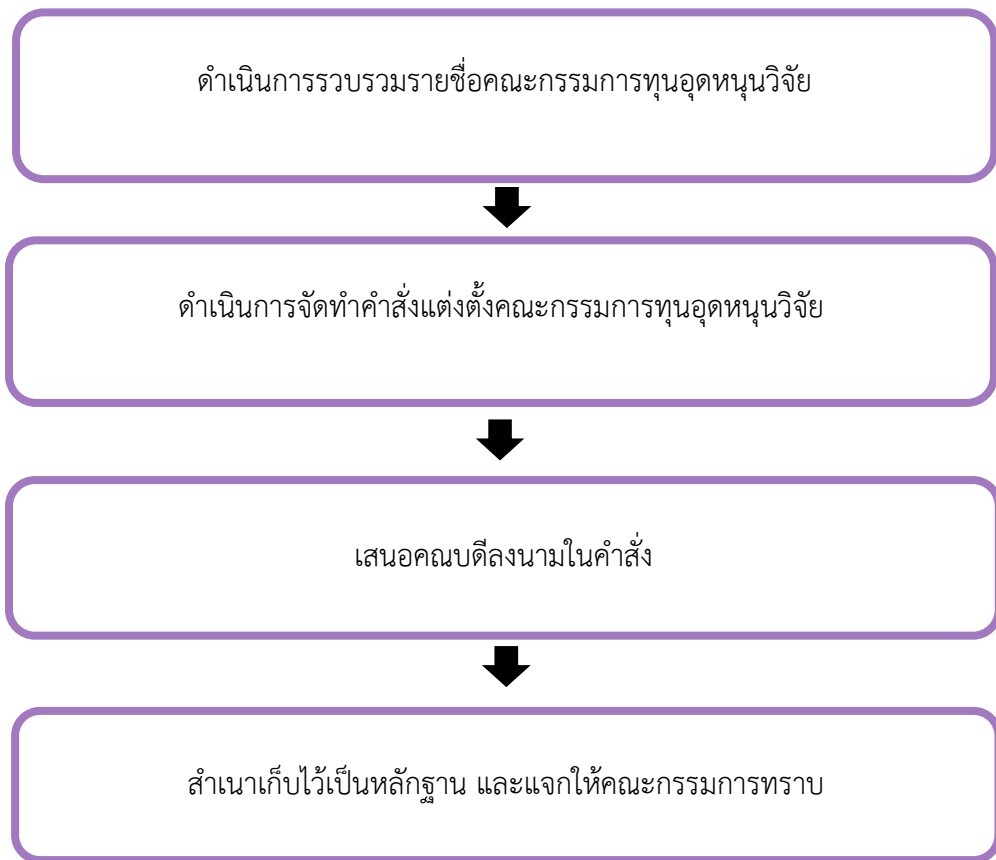 ดำเนินการรวบรวมรายชื่อคณะกรรมการทุนอุดหนุนวิจัย
ดำเนินการจัดทำคำสั่งแต่งตั้งคณะกรรมการทุนอุดหนุนวิจัย
เสนอคณบดีลงนามในคำสั่ง
สำเนาเก็บไว้เป็นหลักฐาน และแจกให้คณะกรรมการทราบ